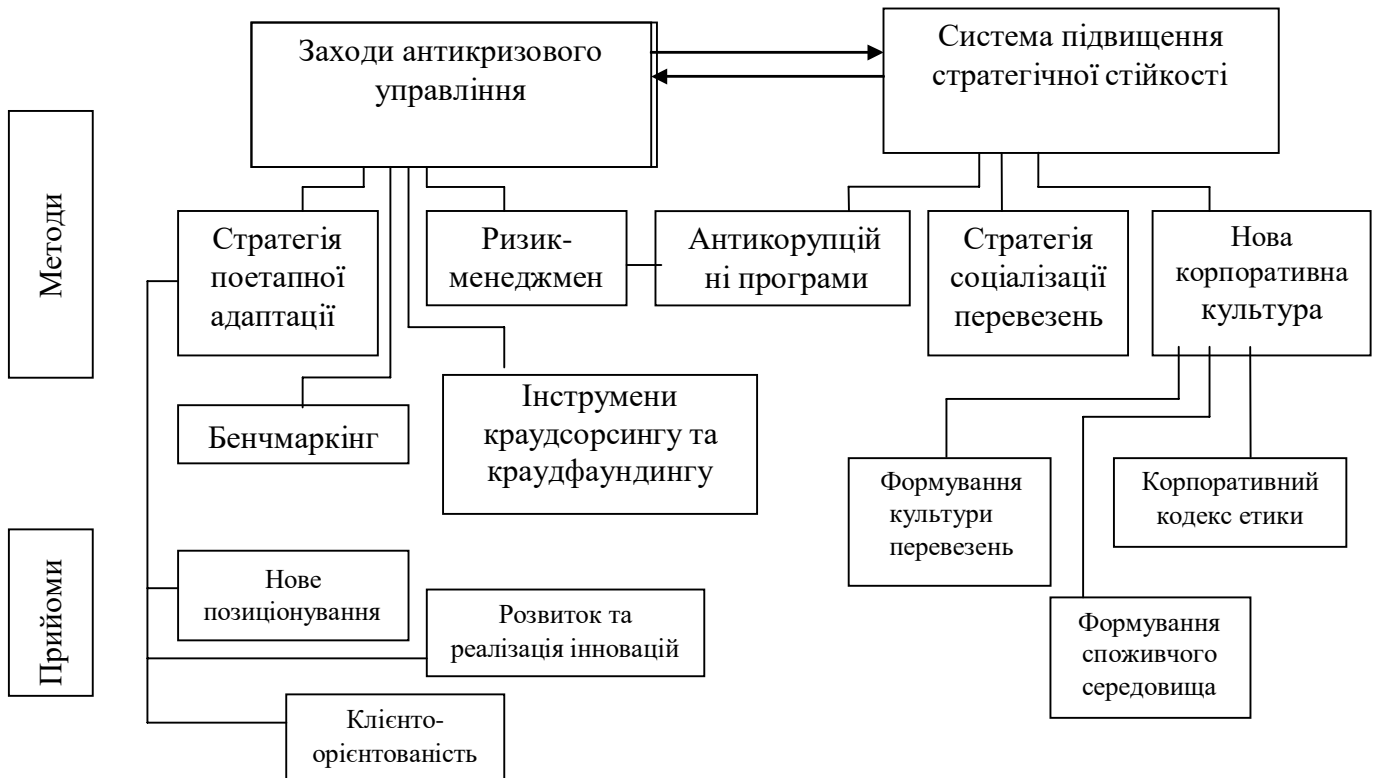 Заходи антикризового
управління
Система підвищення
стратегічної стійкості
Методи
Стратегія
поетапної
адаптації
Ризик-
менеджмен
Антикорупцій
ні програми
Стратегія
соціалізації
перевезень
Нова
корпоративна
культура
Бенчмаркінг
Інструмени
краудсорсингу та
краудфаундингу
Формування
культури
перевезень
Корпоративний
кодекс етики
Прийоми
Нове
позиціонування
Розвиток та
реалізація інновацій
Формування
споживчого
середовища
Клієнто-
орієнтованість